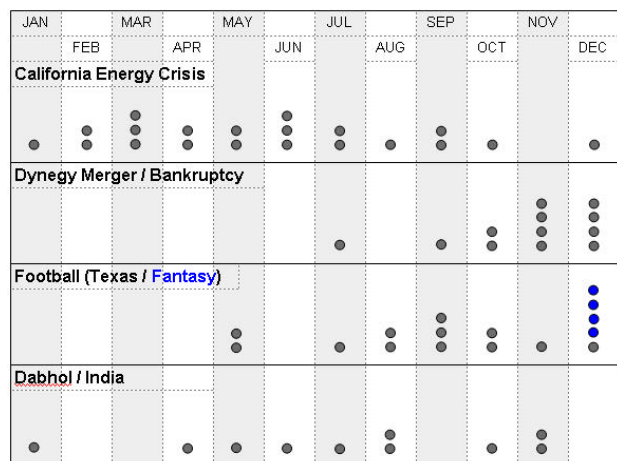 JAN MAR MAY JUL SEP NOV
FEB APR JUN AUG OCT DEC
California Energy Crisis
Dynegy Merger / Bankruptcy
Football (Texas / Fantasy)
Dabhol / India